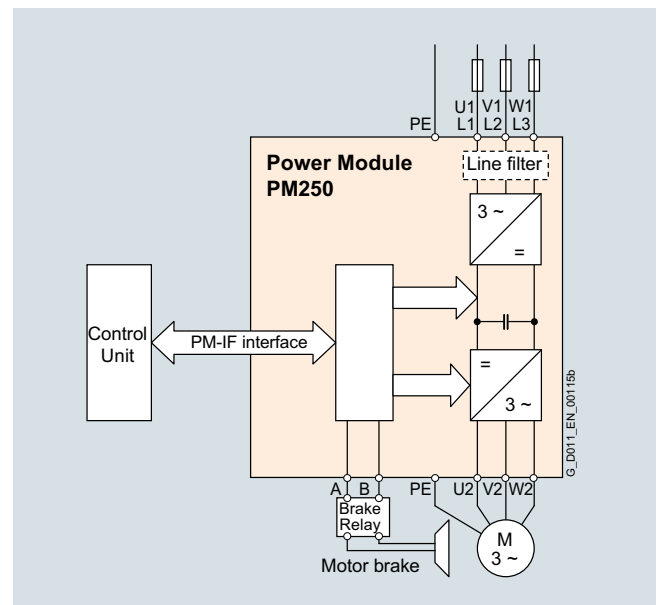 U1 V1 W1
PE L1 L2 L3
Power Module
PM250
Line filter
3 ~
=
Control
Unit
PM-IF interface
=
3 ~
G_D011_EN_00115b
A B PE U2 V2 W2
Brake
Relay
M
3 ~
Motor brake